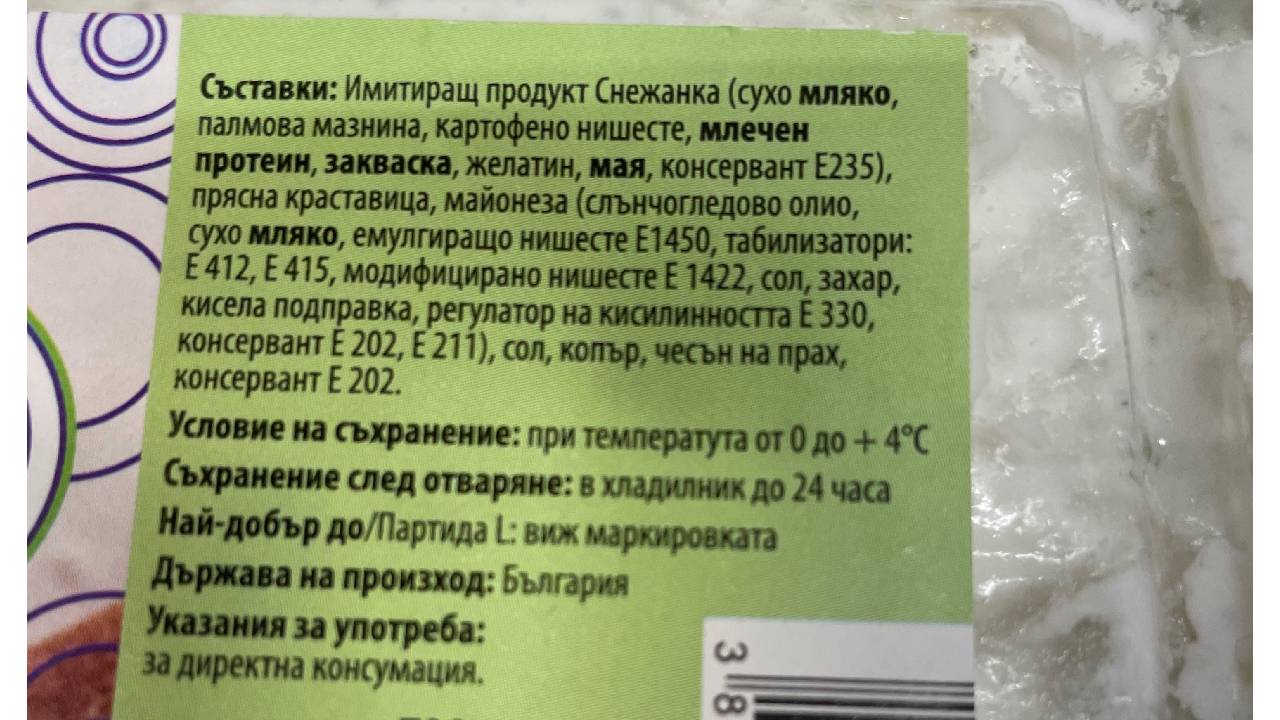 Съставки: Имитиращ продукт Снежанка (сухо мляко,
палмова мазнина, картофено нишесте, млечен
протеин, закваска, желатин, мая, консервант Е235),
прясна краставица, майонеза (слънчогледово олио,
сухо мляко, емулгиращо нишесте Е1450, табилизатори:
Е 412, Е 415, модифицирано нишесте Е 1422, сол, захар,
кисела подправка, регулатор на кисилинността Е 330,
консервант Е 202, Е 211), сол, копър, чесън на прах,
консервант Е 202.
Условие на съхранение: при температута от 0 до + 4°С
Съхранение след отваряне: в хладилник до 24 часа
Най-добър до/Партида L: виж маркировката
Държава на произход: България
Указания за употреба:
за директна консумация.
3 8